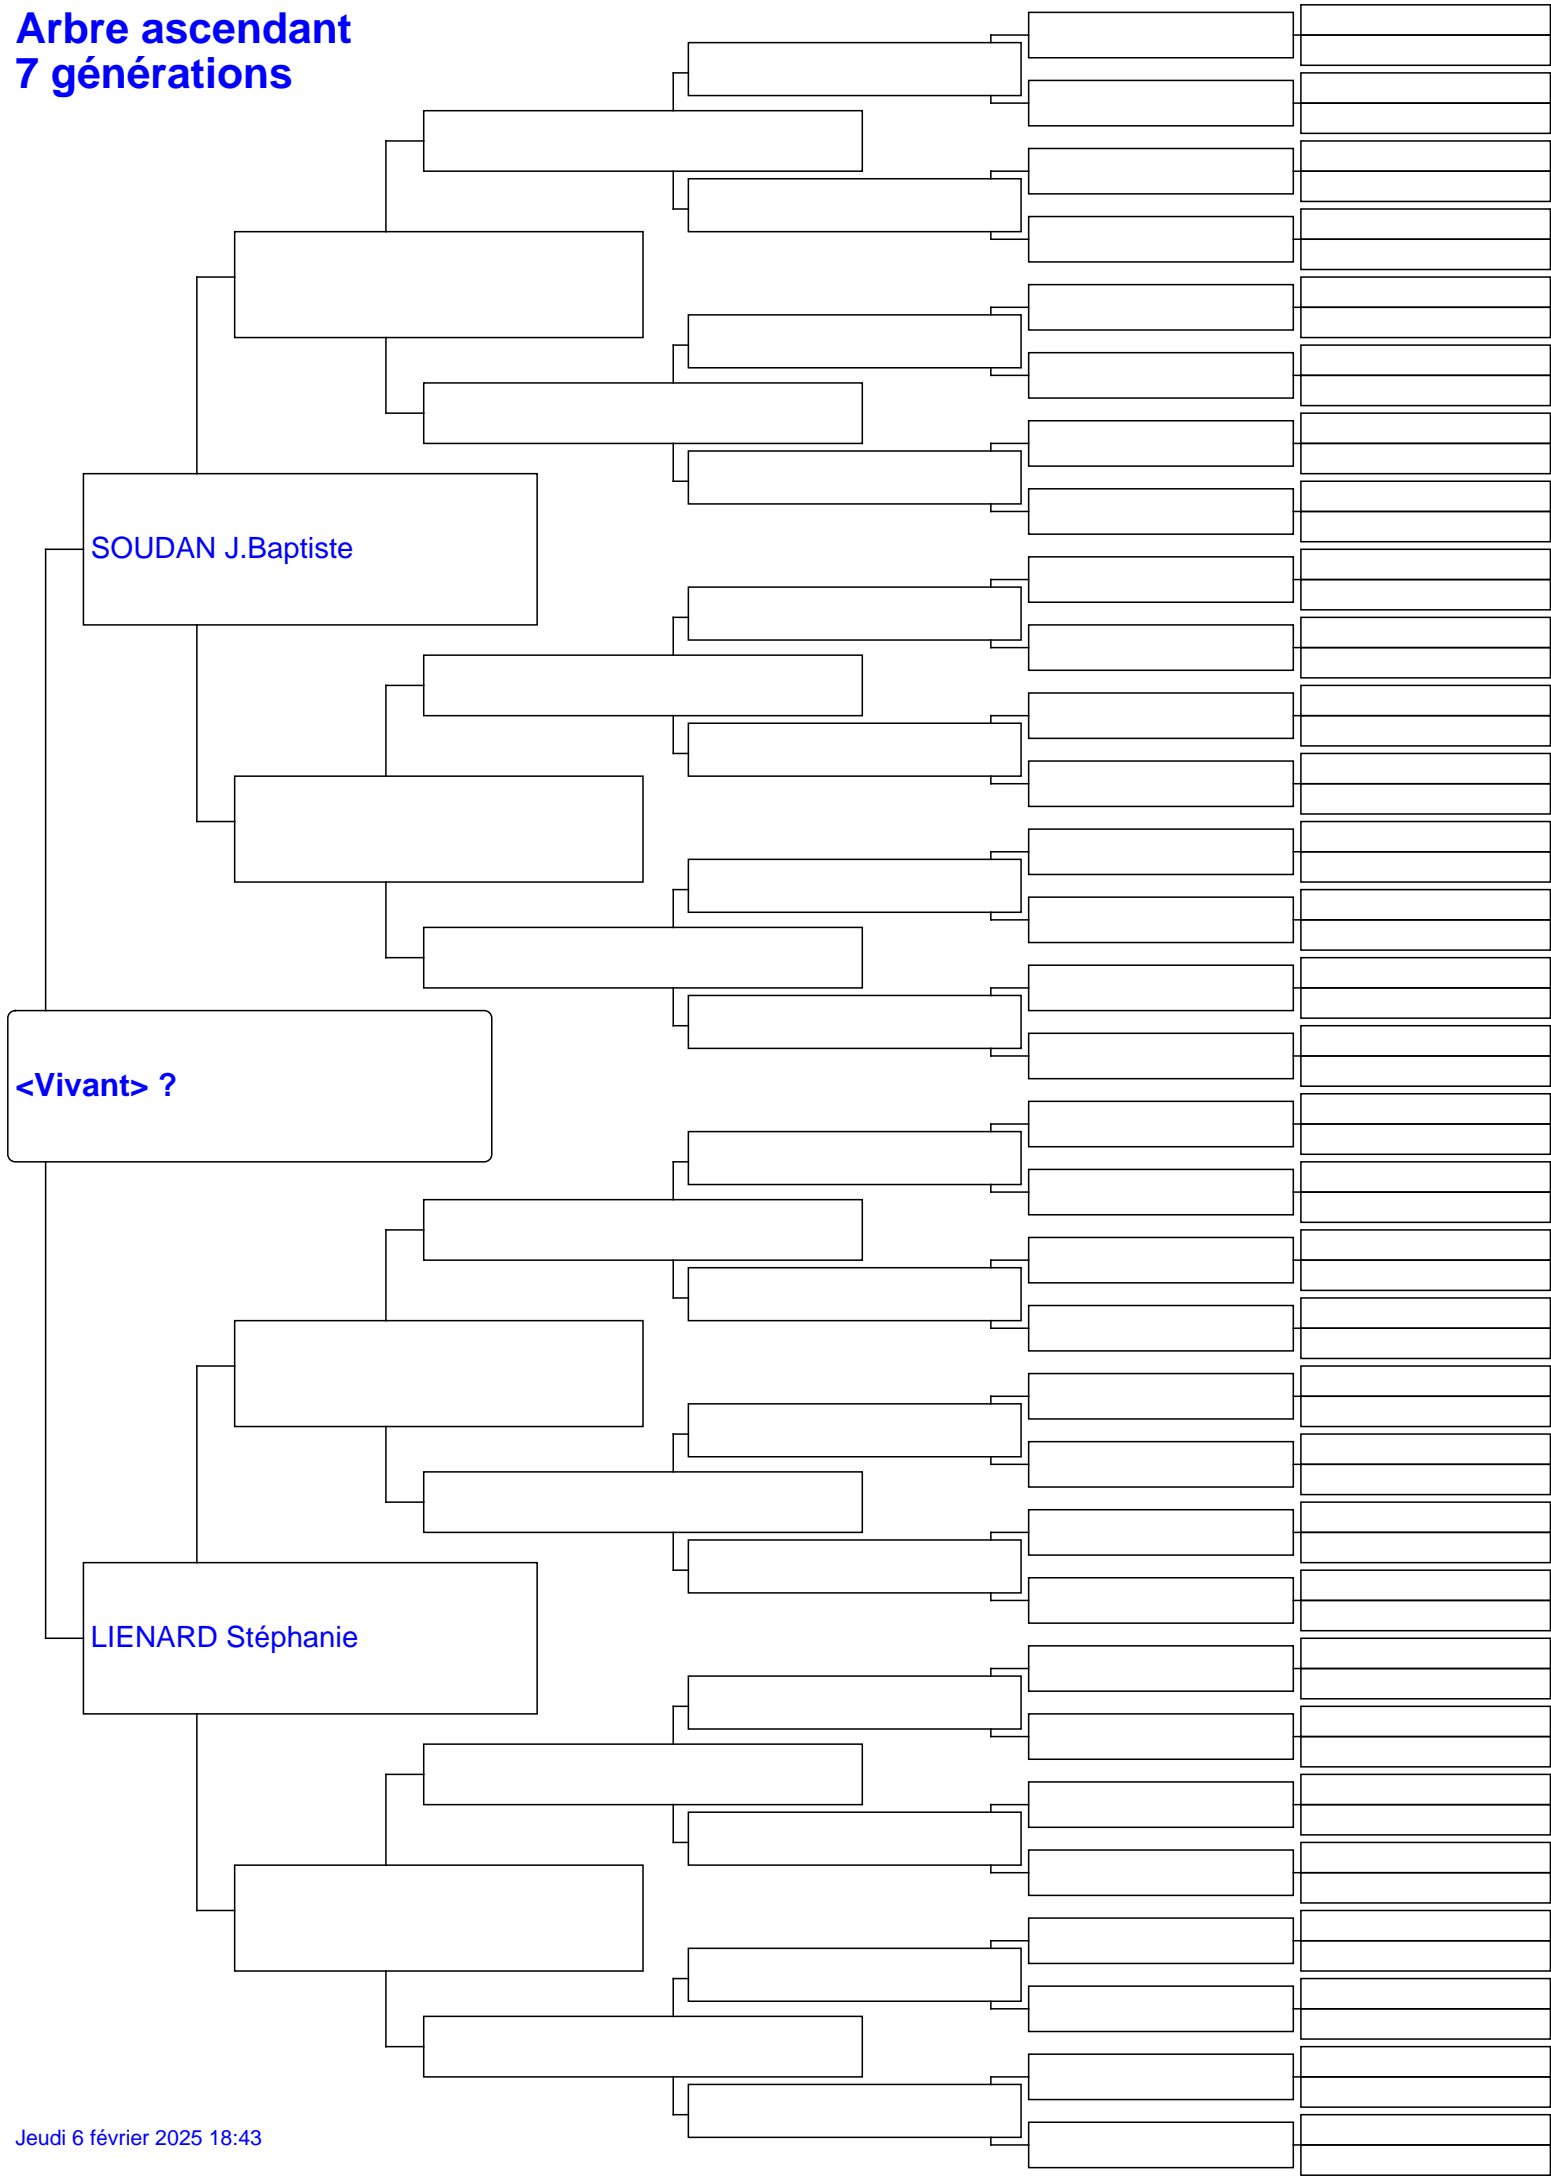 Arbre ascendant
7 générations
SOUDAN J.Baptiste
<Vivant> ?
LIENARD Stéphanie
Jeudi 6 février 2025 18:43